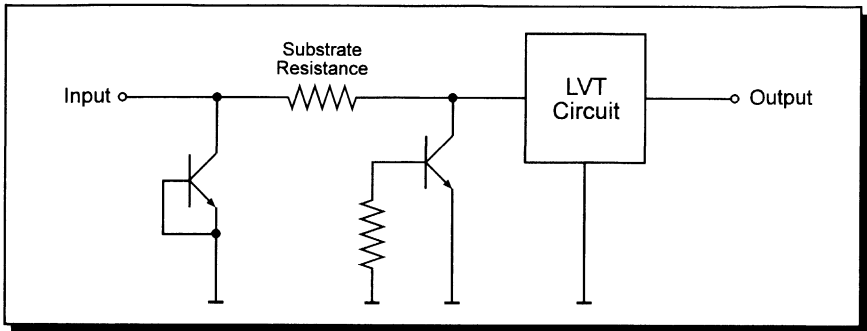 Substrate
Resistance
Input
LVT
Circuit
Output